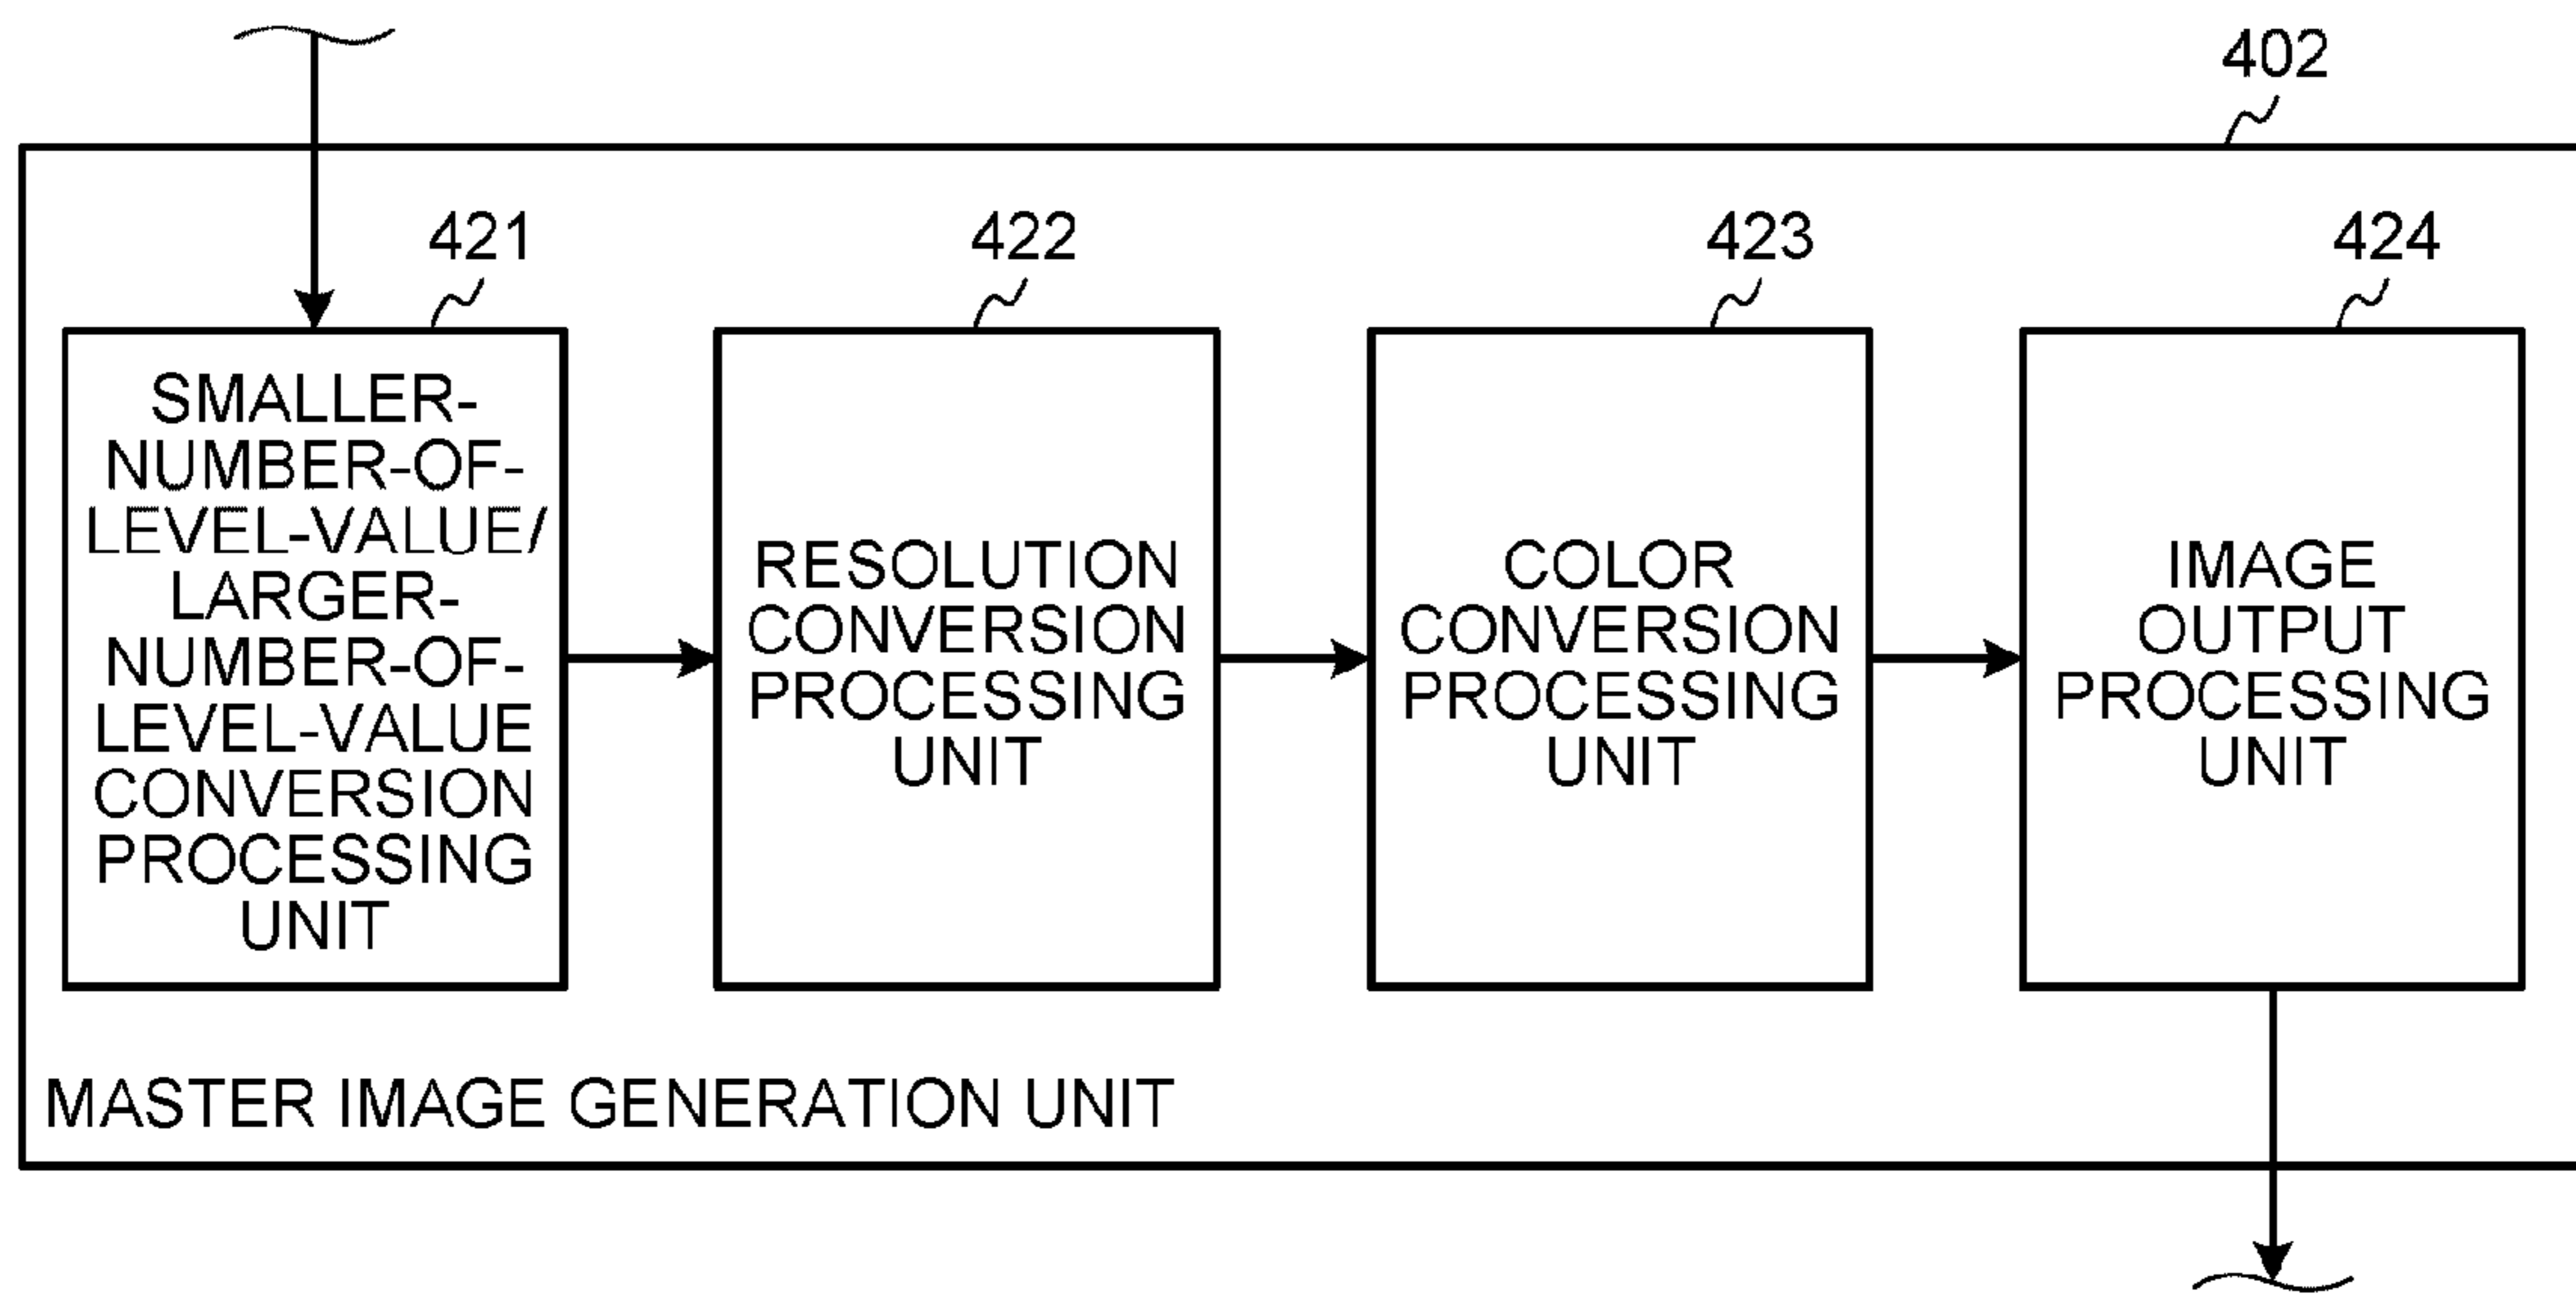 402
421
422
423
424
SMALLER-
NUMBER-OF-
LEVEL-VALUE/
LARGER-
NUMBER-OF-
LEVEL-VALUE
CONVERSION
PROCESSING
UNIT
RESOLUTION
CONVERSION
PROCESSING
UNIT
COLOR
CONVERSION
PROCESSING
UNIT
IMAGE
OUTPUT
PROCESSING
UNIT
MASTER IMAGE GENERATION UNIT